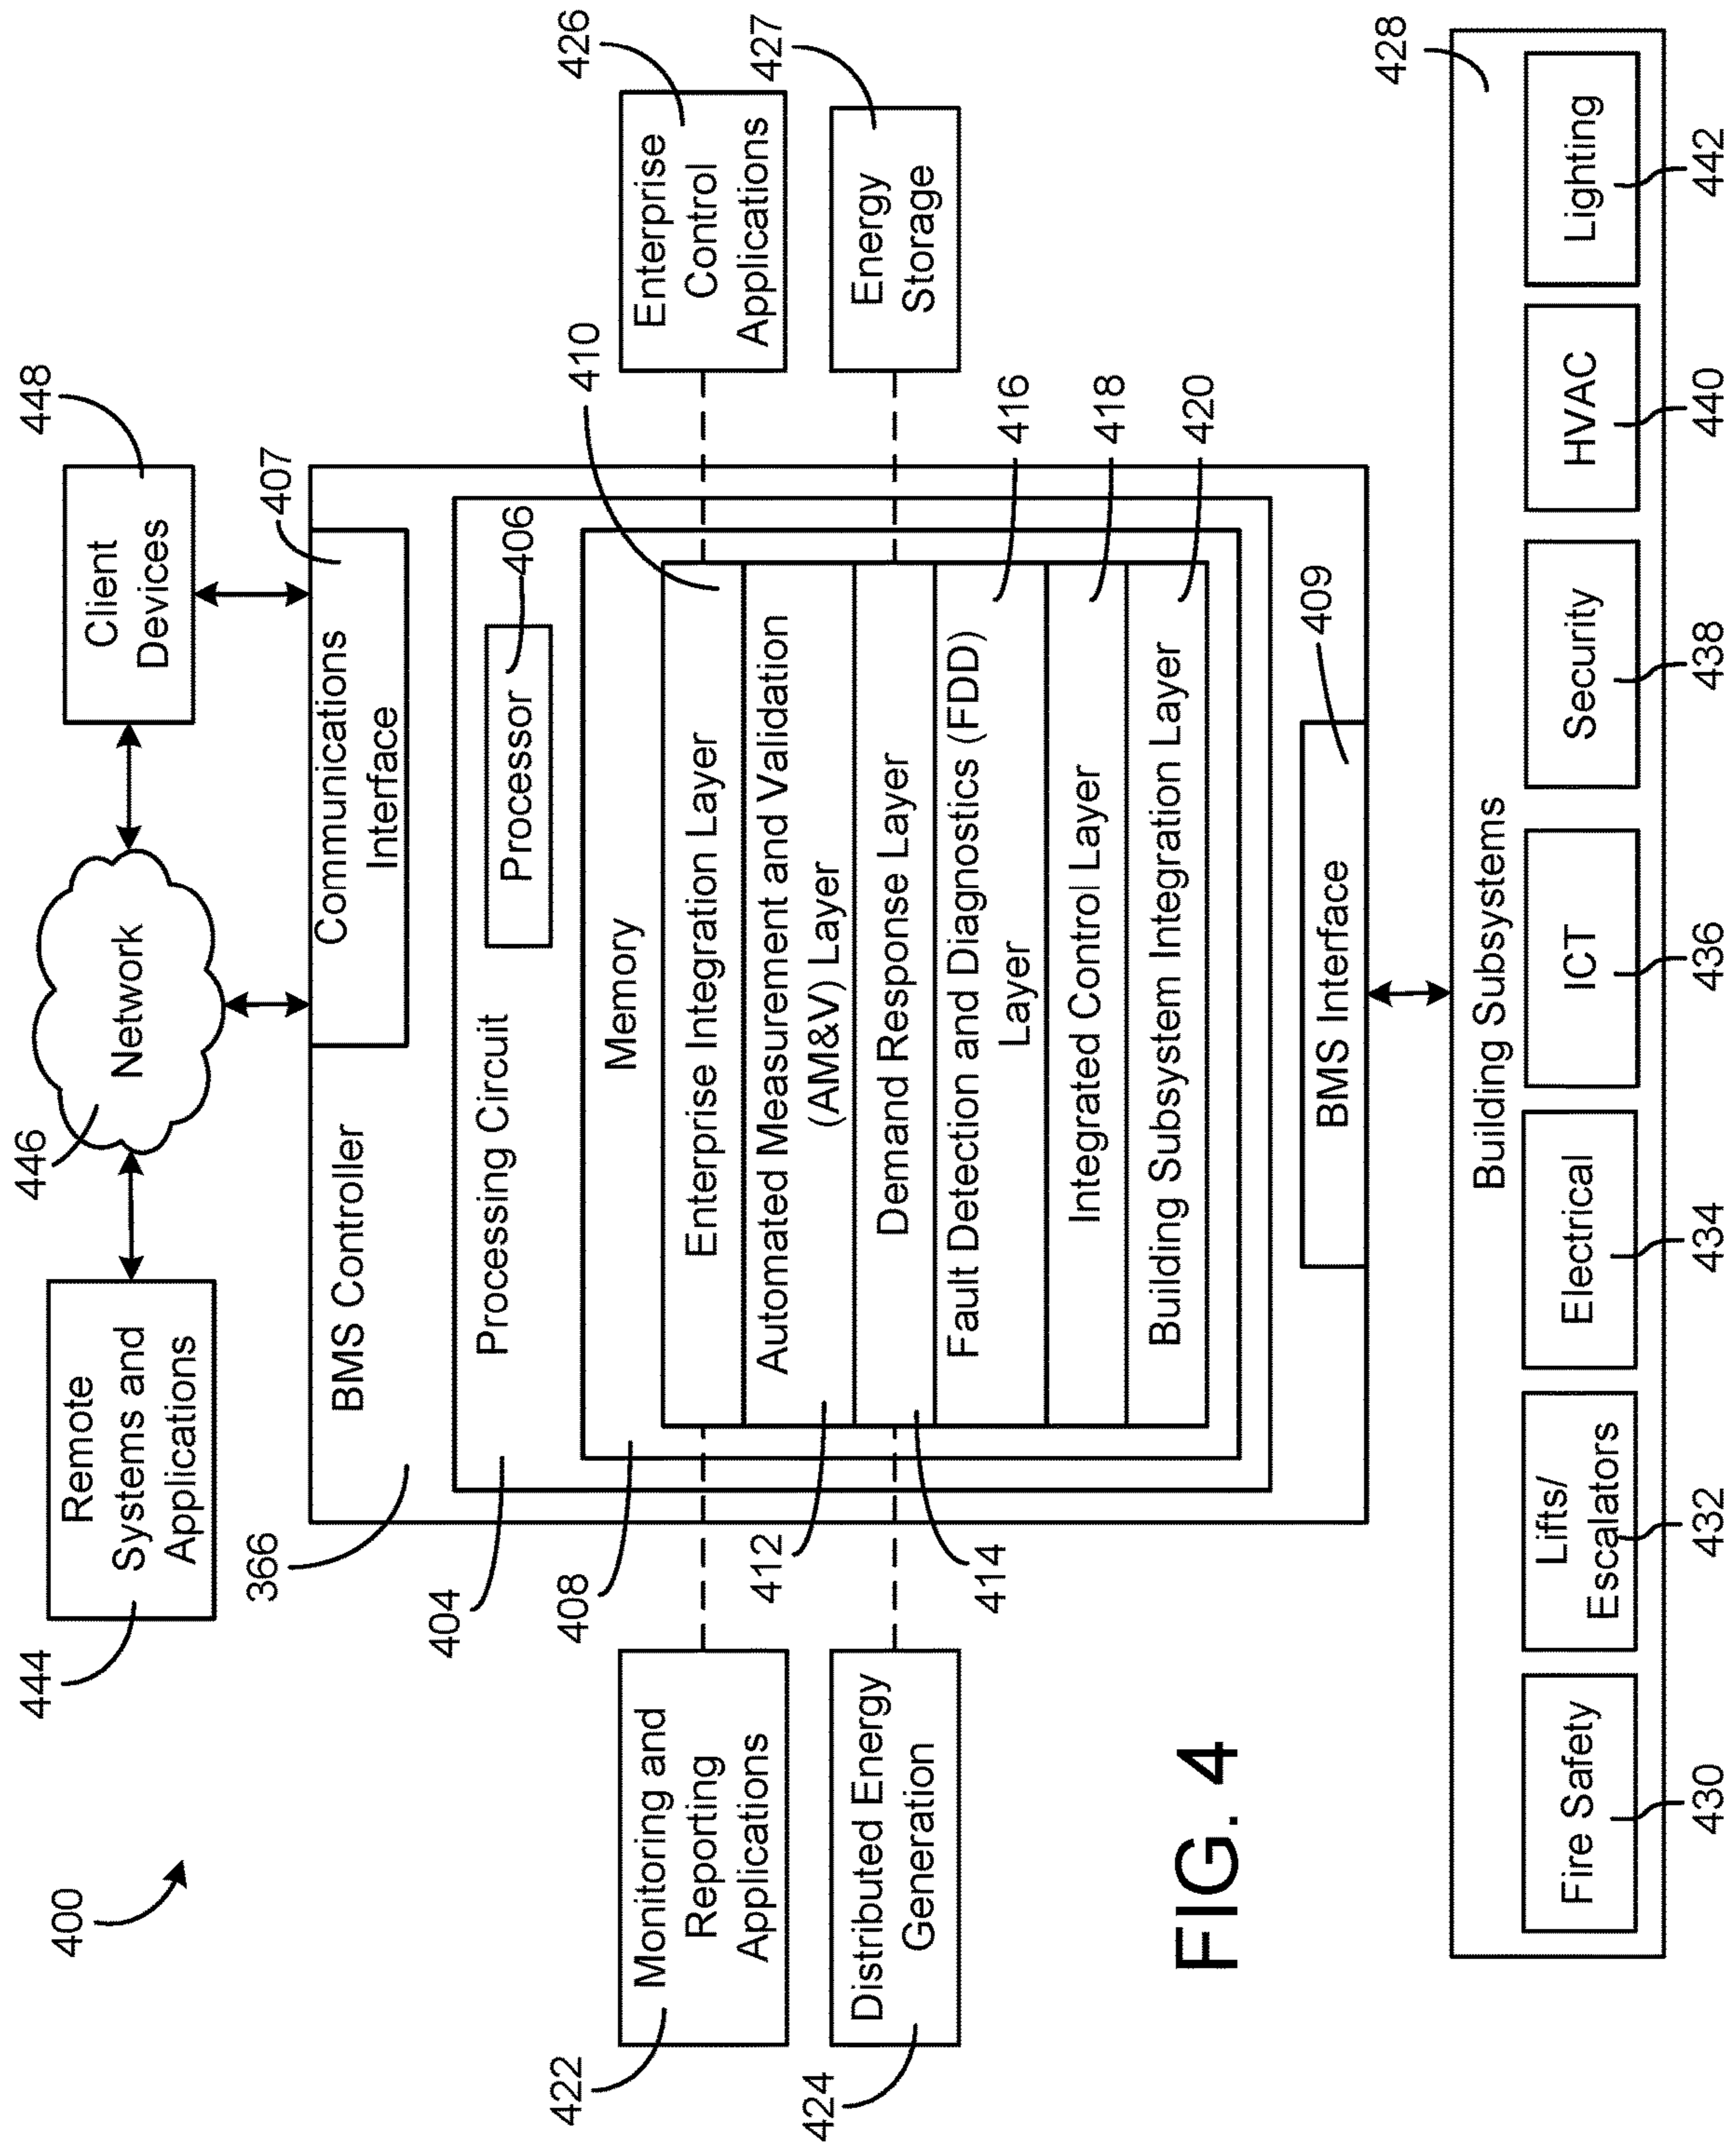 400
444
Remote
Systems and
Applications
446
Network
448
Client
Devices
366
BMS Controller
407
Communications
Interface
404
Processing Circuit
Processor
406
408
Memory
410
Enterprise Integration Layer
Automated Measurement and Validation
(AM&V) Layer
412
Demand Response Layer
414
Fault Detection and Diagnostics (FDD)
Layer
416
Integrated Control Layer
418
Building Subsystem Integration Layer
420
422
Monitoring and
Reporting
Applications
424
Distributed Energy
Generation
426
Enterprise
Control
Applications
427
Energy
Storage
BMS Interface
409
FIG. 4
Building Subsystems
428
Fire Safety
Lifts/
Escalators
Electrical
ICT
Security
HVAC
Lighting
430
432
434
436
438
440
442